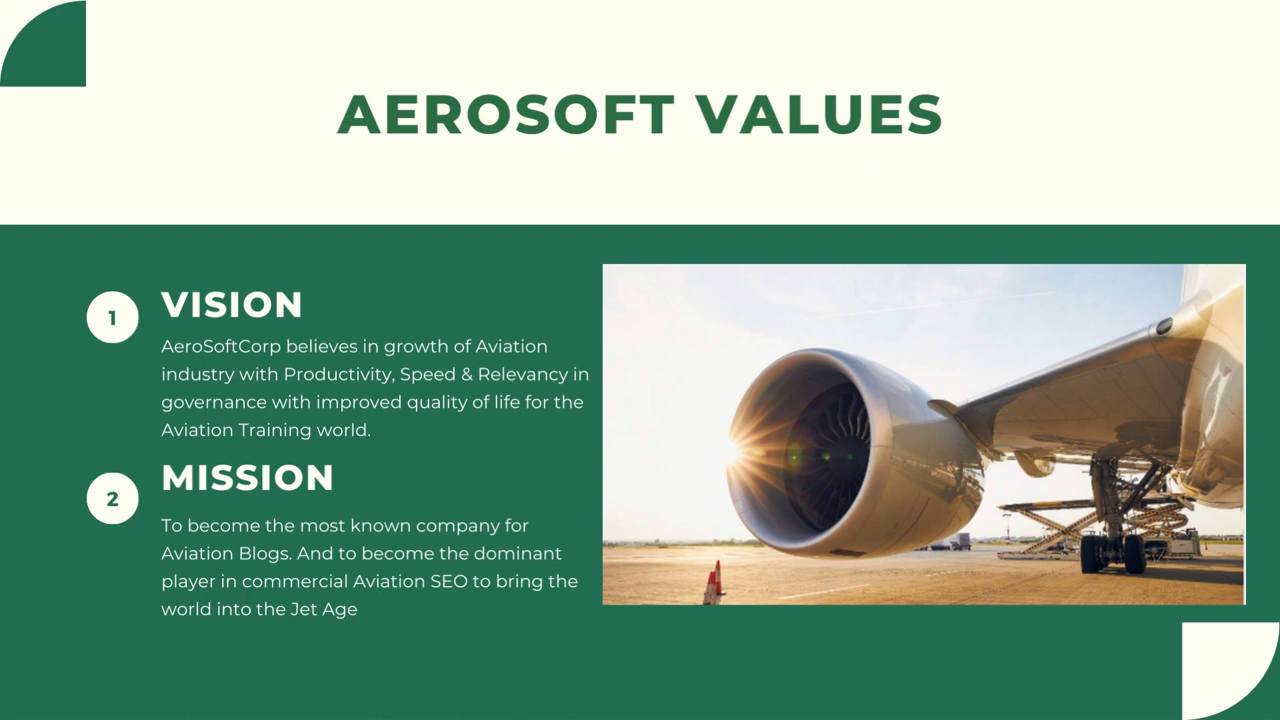 AEROSOFT VALUES
1
VISION
AeroSoftCorp believes in growth of Aviation
industry with Productivity, Speed & Relevancy in
governance with improved quality of life for the
Aviation Training world.
2
MISSION
To become the most known company for
Aviation Blogs. And to become the dominant
player in commercial Aviation SEO to bring the
world into the Jet Age